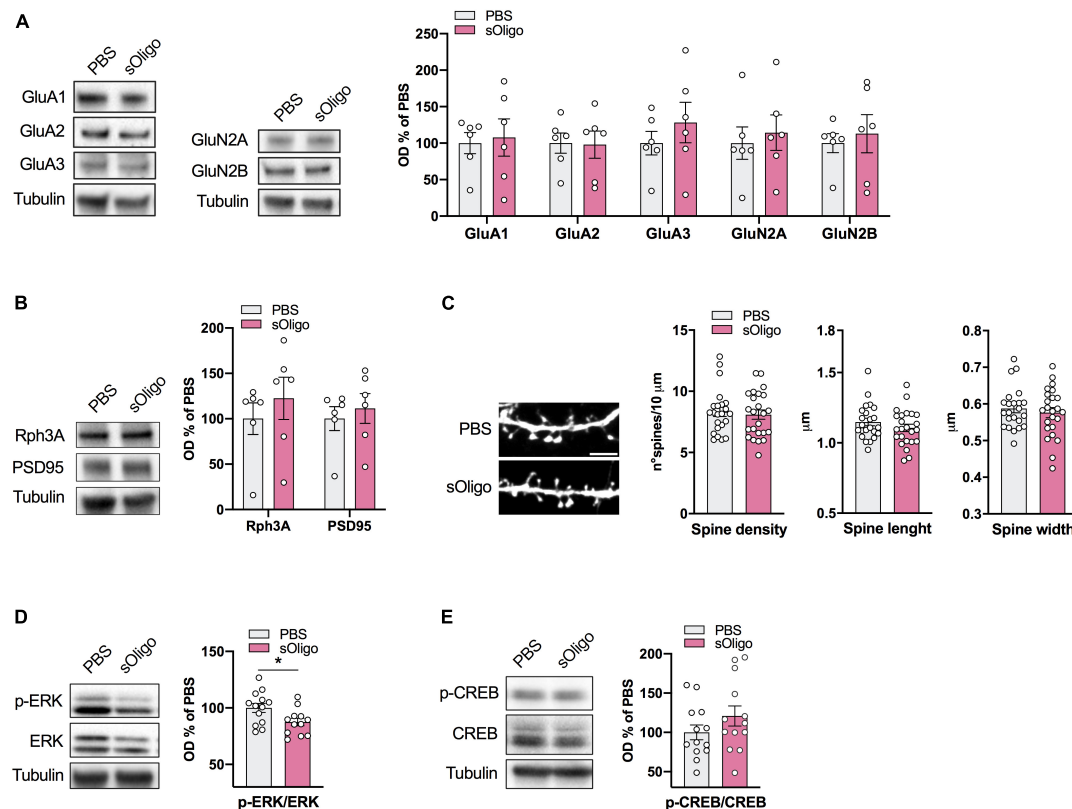 A
PBS
sOligo
GluA1
GluA2
GluA3
Tubulin
PBS
sOligo
GluN2A
GluN2B
Tubulin
PBS
sOligo
OD % of PBS
250
200
150
100
50
0
GluA1 GluA2 GluA3 GluN2A GluN2B
B
PBS
sOligo
Rph3A
PSD95
Tubulin
PBS
sOligo
OD % of PBS
200
150
100
50
0
Rph3A PSD95
C
PBS
sOligo
PBS
sOligo
n°spines/10 μm
15
10
5
0
Spine density
μm
1.8
1.5
1.0
0.5
Spine lenght
μm
0.9
0.8
0.7
0.6
0.5
0.4
0.3
Spine width
D
PBS
sOligo
p-ERK
ERK
Tubulin
PBS
sOligo
*
OD % of PBS
150
100
50
p-ERK/ERK
E
PBS
sOligo
p-CREB
CREB
Tubulin
PBS
sOligo
OD % of PBS
200
150
100
50
p-CREB/CREB